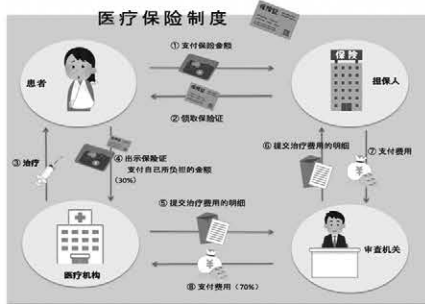 医疗保险制度
保険証
① 支付保险金额
患者
保険
担保人
② 领取保险证
③ 治疗
④ 出示保险证
支付自己所负担的金额
（30%）
⑥ 提交治疗费用的明细
⑦ 支付费用
⑤ 提交治疗费用的明细
医疗机构
审查机关
⑧ 支付费用（70%）